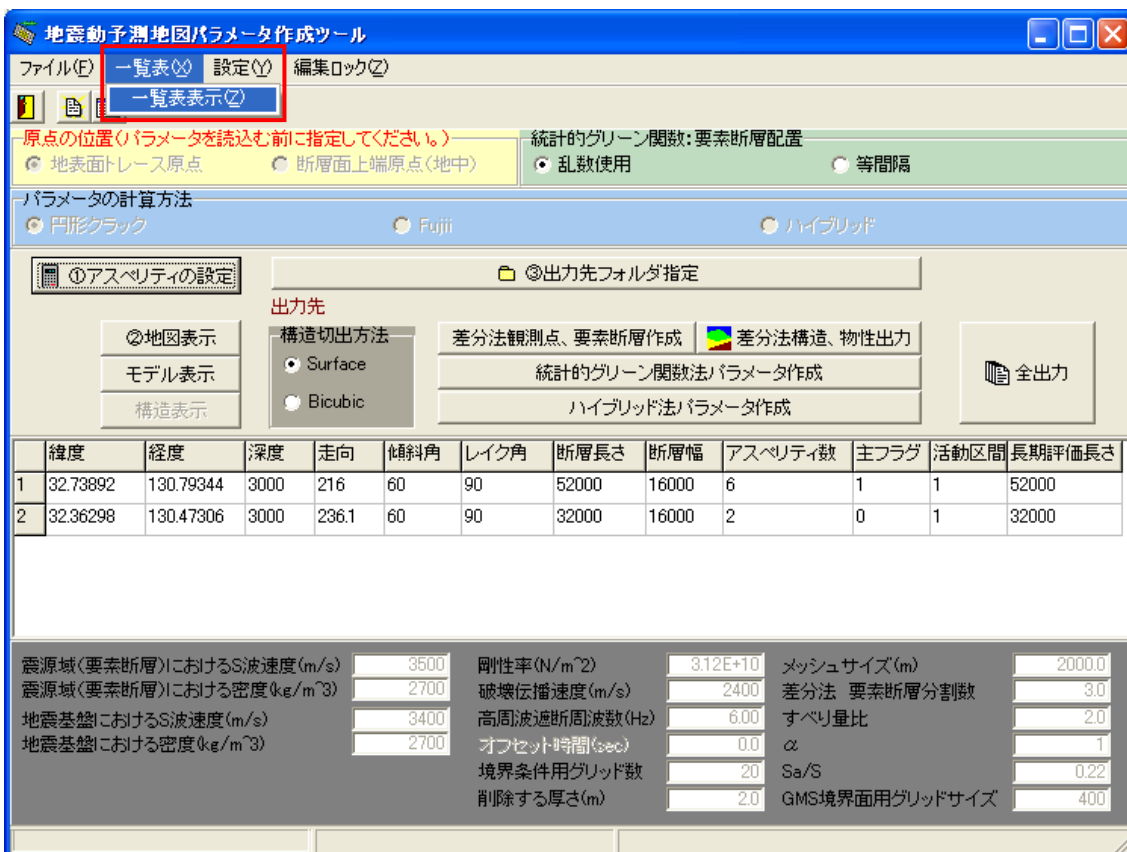 地震動予測地図パラメータ作成ツール
ファイル(F) 一覧表(X) 設定(Y) 編集ロック(Z)
一覧表表示(Z)
原点の位置(パラメータを読込む前に指定してください。) 統計的グリーン関数:要素断層配置
地表面トレース原点 断層面上端原点(地中) 乱数使用 等間隔
パラメータの計算方法
円形クラック Fujii ハイブリッド
①アスペリティの設定 ③出力先フォルダ指定
出力先
②地図表示 構造切出方法 差分法観測点、要素断層作成 差分法構造、物性出力
モデル表示 Surface 統計的グリーン関数法パラメータ作成 全出力
構造表示 Bicubic ハイブリッド法パラメータ作成
緯度 経度 深度 走向 傾斜角 レイク角 断層長さ 断層幅 アスペリティ数 主フラグ 活動区間 長期評価長さ
1 32.73892 130.79344 3000 216 60 90 52000 16000 6 1 1 52000
2 32.36298 130.47306 3000 236.1 60 90 32000 16000 2 0 1 32000
震源域(要素断層)におけるS波速度(m/s) 3500 剛性率(N/m^2) 3.12E+10 メッシュサイズ(m) 2000.0
震源域(要素断層)における密度(kg/m^3) 2700 破壊伝播速度(m/s) 2400 差分法 要素断層分割数 3.0
地震基盤におけるS波速度(m/s) 3400 高周波遮断周波数(Hz) 6.00 すべり量比 2.0
地震基盤における密度(kg/m^3) 2700 オフセット時間(sec) 0.0 α 1
境界条件用グリッド数 20 Sa/S 0.22
削除する厚さ(m) 2.0 GMS境界面用グリッドサイズ 400